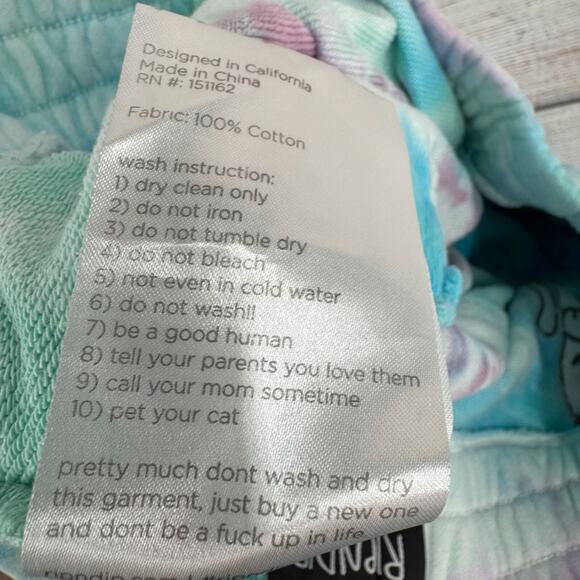 Designed in California
Made in China
RN #: 151162
Fabric: 100% Cotton
wash instruction:
1) dry clean only
2) do not iron
3) do not tumble dry
4) do not bleach
5) not even in cold water
6) do not wash!!
7) be a good human
8) tell your parents you love them
9) call your mom sometime
10) pet your cat
pretty much dont wash and dry
this garment, just buy a new one
and dont be a fuck up in life
RPND